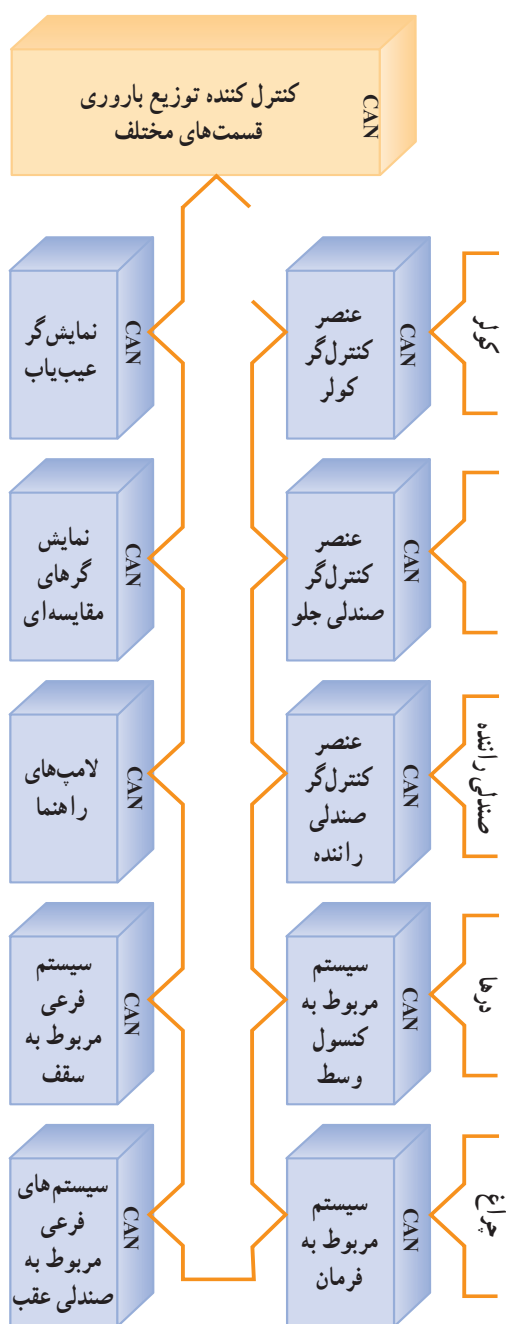 کنترل کننده توزیع باروری
قسمت‌های مختلف
CAN
کولر
عنصر
کنترل‌گر
کولر
CAN
نمایش‌گر
عیب‌یاب
CAN
عنصر
کنترل‌گر
صندلی جلو
CAN
نمایش
گرهای
مقایسه‌ای
CAN
صندلی راننده
عنصر
کنترل‌گر
صندلی
راننده
CAN
لامپ‌های
راهنما
CAN
درها
سیستم
مربوط به
کنسول
وسط
CAN
سیستم
فرعی
مربوط به
سقف
CAN
چراغ
سیستم
مربوط به
فرمان
CAN
سیستم‌های
فرعی
مربوط به
صندلی عقب
CAN